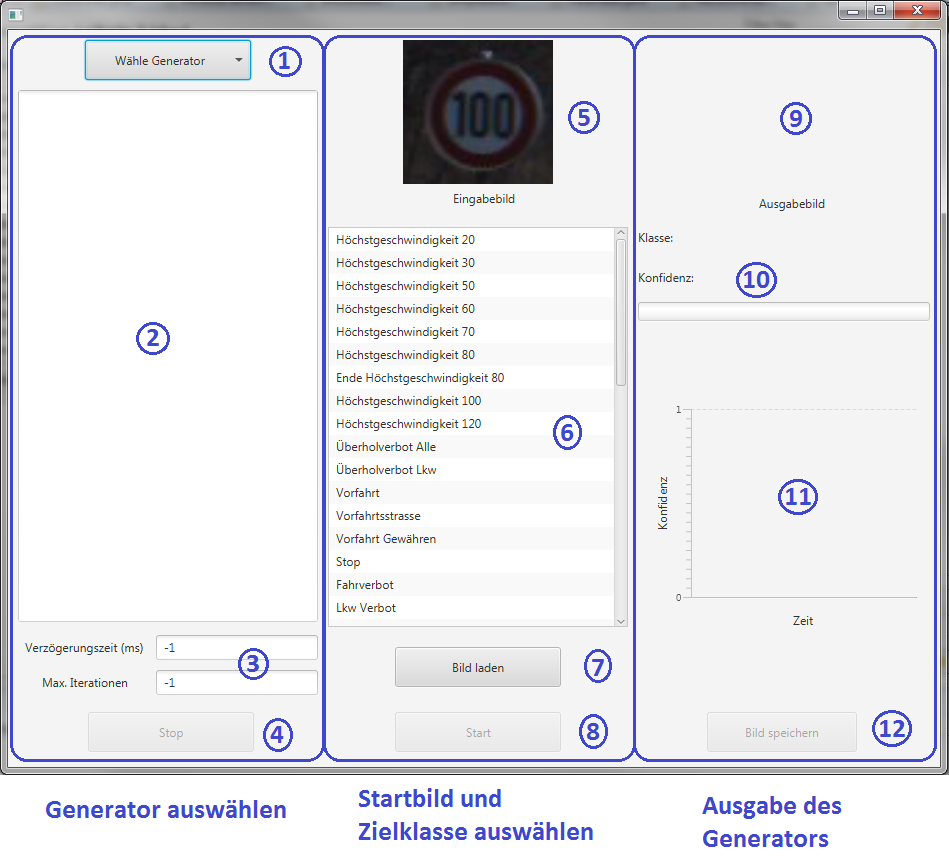 Wähle Generator
1
2
Verzögerungszeit (ms)
-1
3
Max. Iterationen
-1
Stop
4
Generator auswählen
100
5
Eingabebild
Höchstgeschwindigkeit 20
Höchstgeschwindigkeit 30
Höchstgeschwindigkeit 50
Höchstgeschwindigkeit 60
Höchstgeschwindigkeit 70
Höchstgeschwindigkeit 80
Ende Höchstgeschwindigkeit 80
Höchstgeschwindigkeit 100
Höchstgeschwindigkeit 120
6
Überholverbot Alle
Überholverbot Lkw
Vorfahrt
Vorfahrtsstrasse
Vorfahrt Gewähren
Stop
Fahrverbot
Lkw Verbot
Bild laden
7
Start
8
Startbild und
Zielklasse auswählen
9
Ausgabebild
Klasse:
Konfidenz:
10
1
Konfidenz
11
0
Zeit
Bild speichern
12
Ausgabe des
Generators